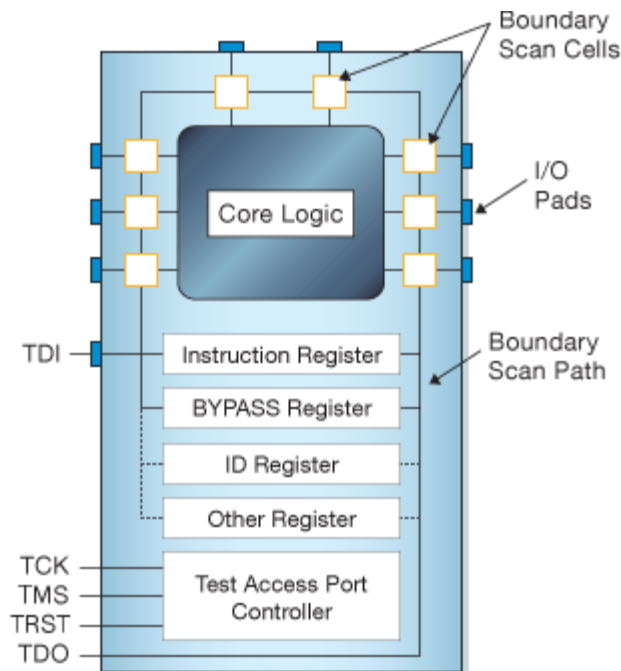 Boundary
Scan Cells
I/O
Pads
Core Logic
TDI
Instruction Register
Boundary
Scan Path
BYPASS Register
ID Register
Other Register
TCK
TMS
TRST
TDO
Test Access Port
Controller